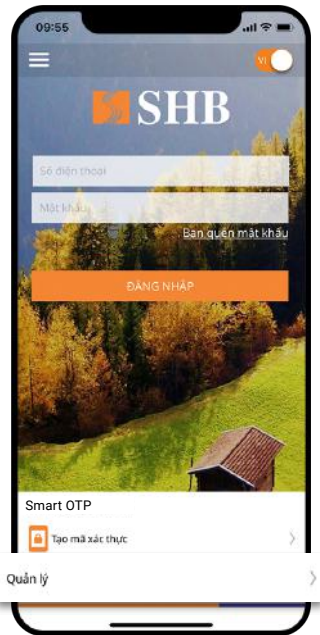 09:55
VI
SHB
Số điện thoại
Mật khẩu
Bạn quên mật khẩu
ĐĂNG NHẬP
Smart OTP
Tạo mã xác thực
Quản lý